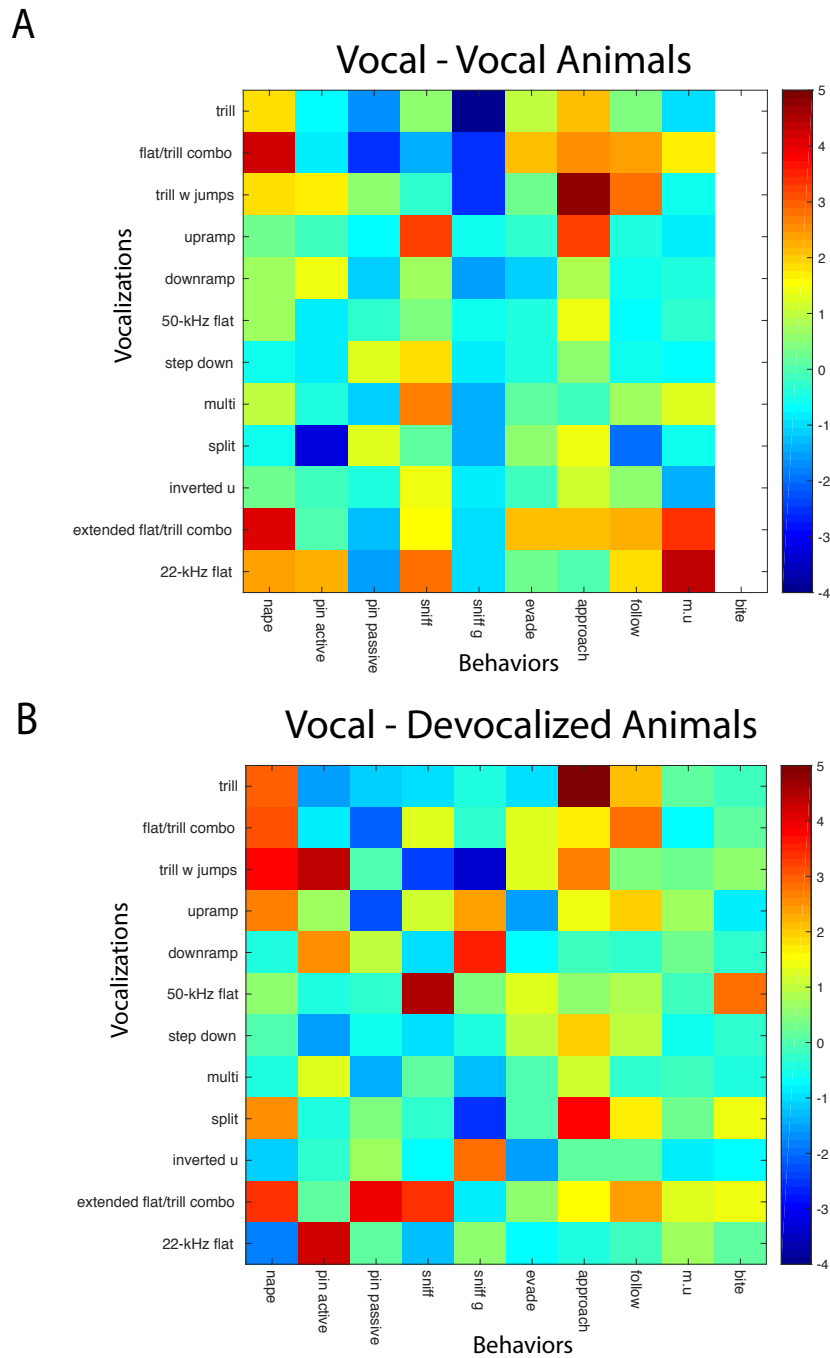 A
Vocal - Vocal Animals
Vocalizations
trill
flat/trill combo
trill w jumps
upramp
downramp
50-kHz flat
step down
multi
split
inverted u
extended flat/trill combo
22-kHz flat
5
4
3
2
1
0
-1
-2
-3
-4
nape
pin active
pin passive
sniff
sniff g
evade
approach
follow
m.u
bite
Behaviors
B
Vocal - Devocalized Animals
Vocalizations
trill
flat/trill combo
trill w jumps
upramp
downramp
50-kHz flat
step down
multi
split
inverted u
extended flat/trill combo
22-kHz flat
5
4
3
2
1
0
-1
-2
-3
-4
nape
pin active
pin passive
sniff
sniff g
evade
approach
follow
m.u
bite
Behaviors